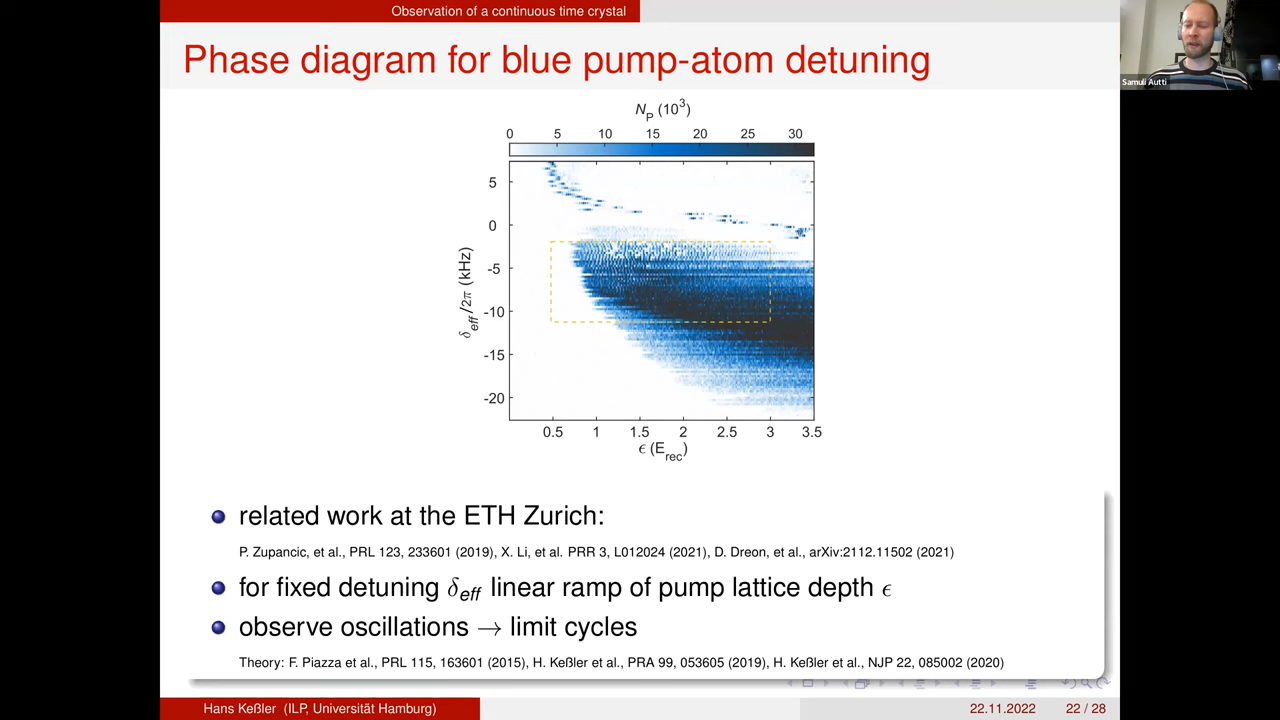 Observation of a continuous time crystal
Phase diagram for blue pump-atom detuning
Samuli Autti
N_P (10^3)
0 5 10 15 20 25 30
5
0
-5
-10
-15
-20
δ_eff/2π (kHz)
0.5 1 1.5 2 2.5 3 3.5
ϵ (E_rec)
related work at the ETH Zurich:
P. Zupancic, et al., PRL 123, 233601 (2019), X. Li, et al. PRR 3, L012024 (2021), D. Dreon, et al., arXiv:2112.11502 (2021)
for fixed detuning δ_eff linear ramp of pump lattice depth ϵ
observe oscillations → limit cycles
Theory: F. Piazza et al., PRL 115, 163601 (2015), H. Keßler et al., PRA 99, 053605 (2019), H. Keßler et al., NJP 22, 085002 (2020)
Hans Keßler (ILP, Universität Hamburg)
22.11.2022 22 / 28